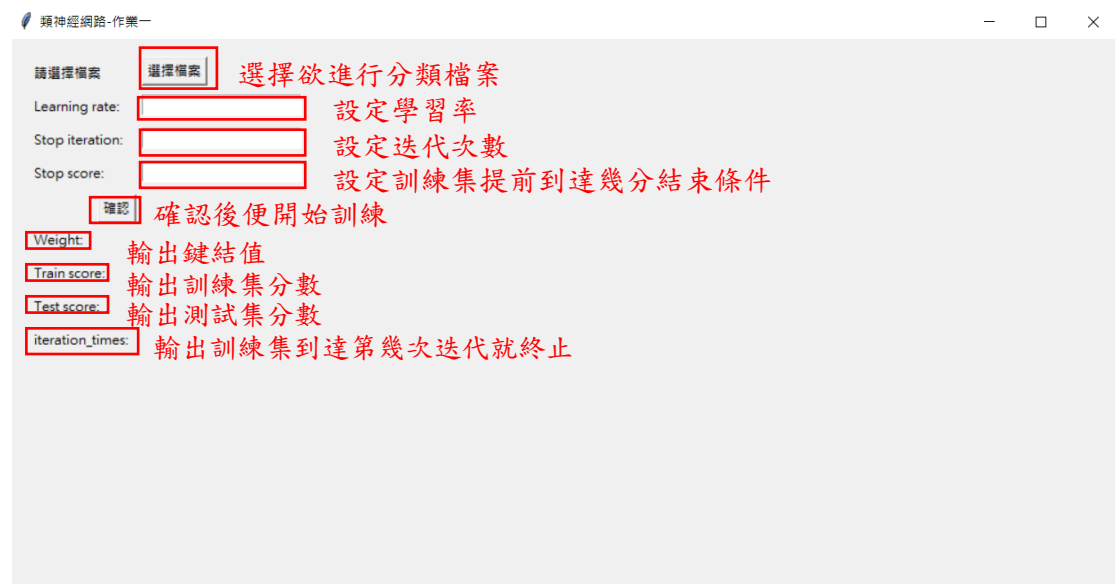 類神經網路-作業一
請選擇檔案 選擇檔案 選擇欲進行分類檔案
Learning rate: 設定學習率
Stop iteration: 設定迭代次數
Stop score: 設定訓練集提前到達幾分結束條件
確認 確認後便開始訓練
Weight: 輸出鍵結值
Train score: 輸出訓練集分數
Test score: 輸出測試集分數
iteration_times: 輸出訓練集到達第幾次迭代就終止